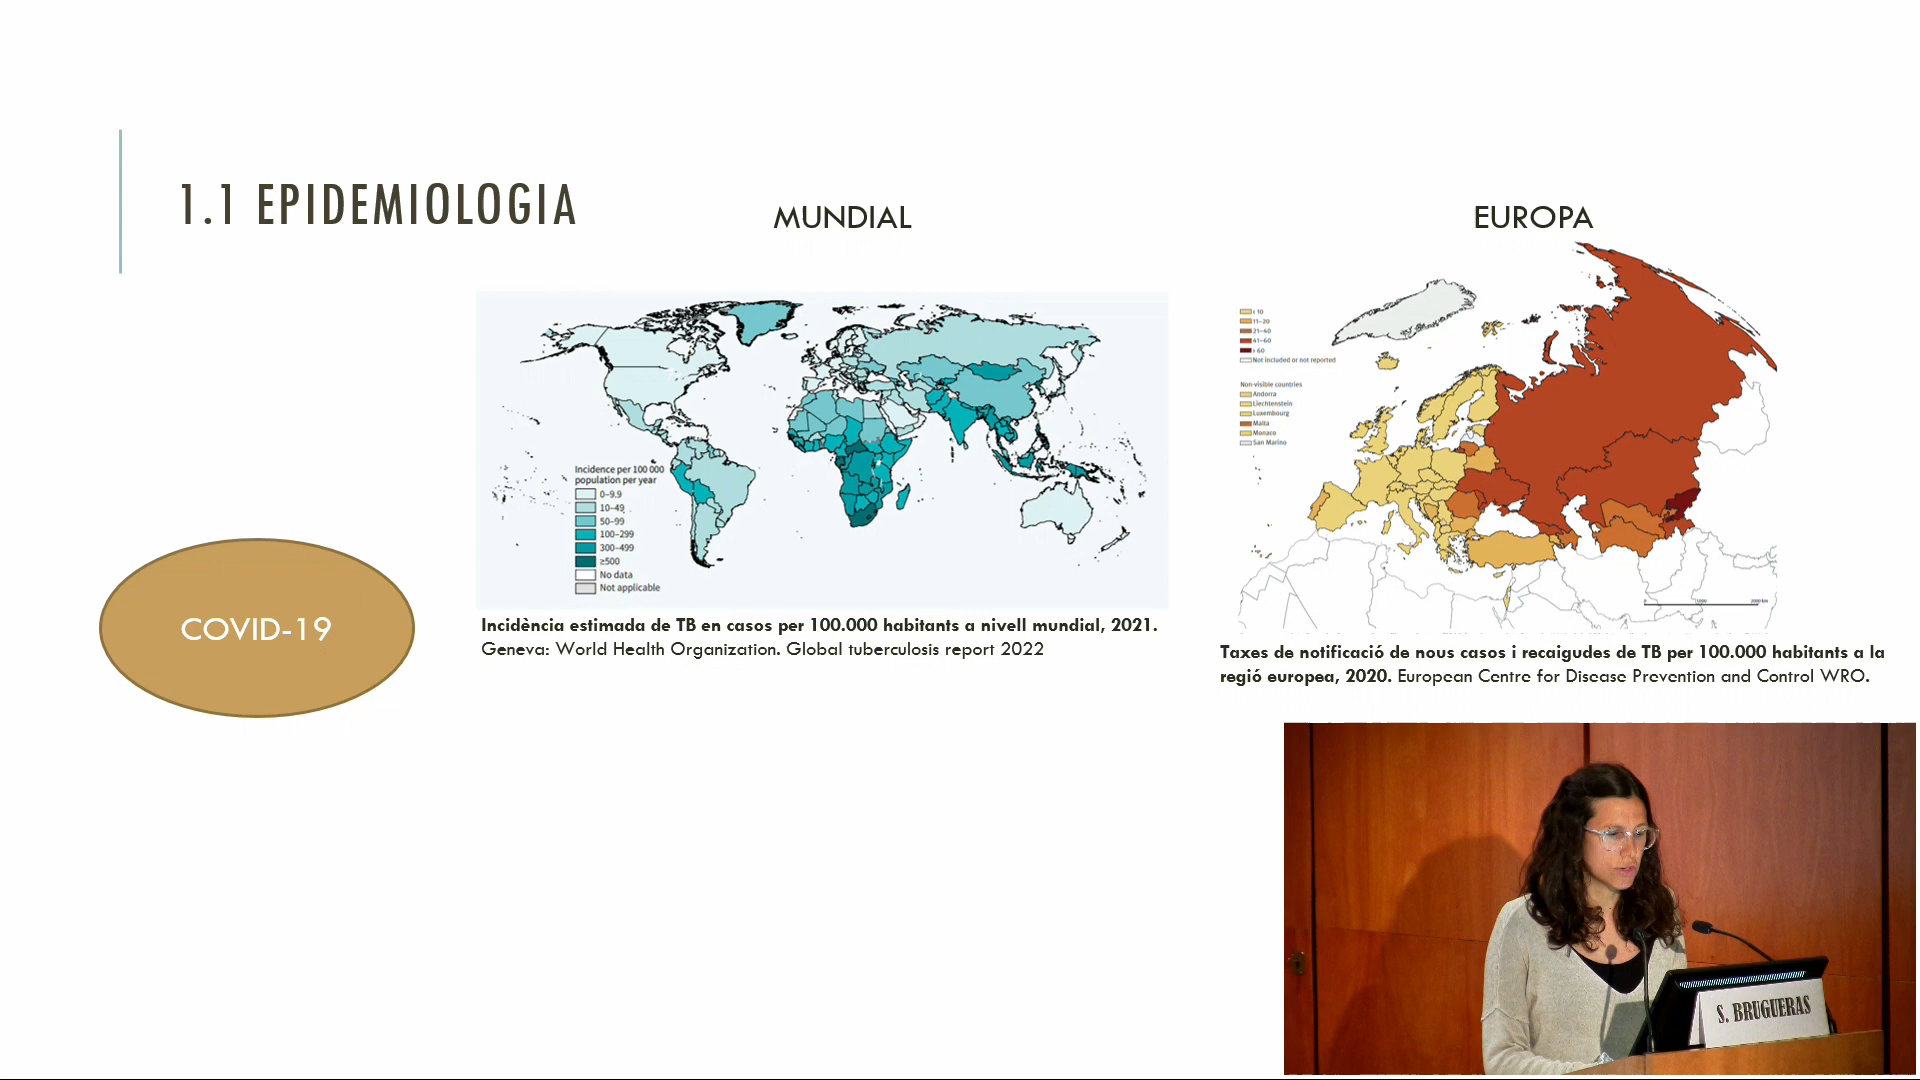 1.1 EPIDEMIOLOGIA
MUNDIAL
EUROPA
Incidence per 100 000
population per year
0–9.9
10–49
50–99
100–299
300–499
≥500
No data
Not applicable
11–20
21–40
41–60
Not included or not reported
Non-visible countries
Andorra
Liechtenstein
Luxembourg
Malta
Monaco
San Marino
COVID-19
Incidència estimada de TB en casos per 100.000 habitants a nivell mundial, 2021.
Geneva: World Health Organization. Global tuberculosis report 2022
Taxes de notificació de nous casos i recaigudes de TB per 100.000 habitants a la
regió europea, 2020. European Centre for Disease Prevention and Control WRO.
S. BRUGUERAS